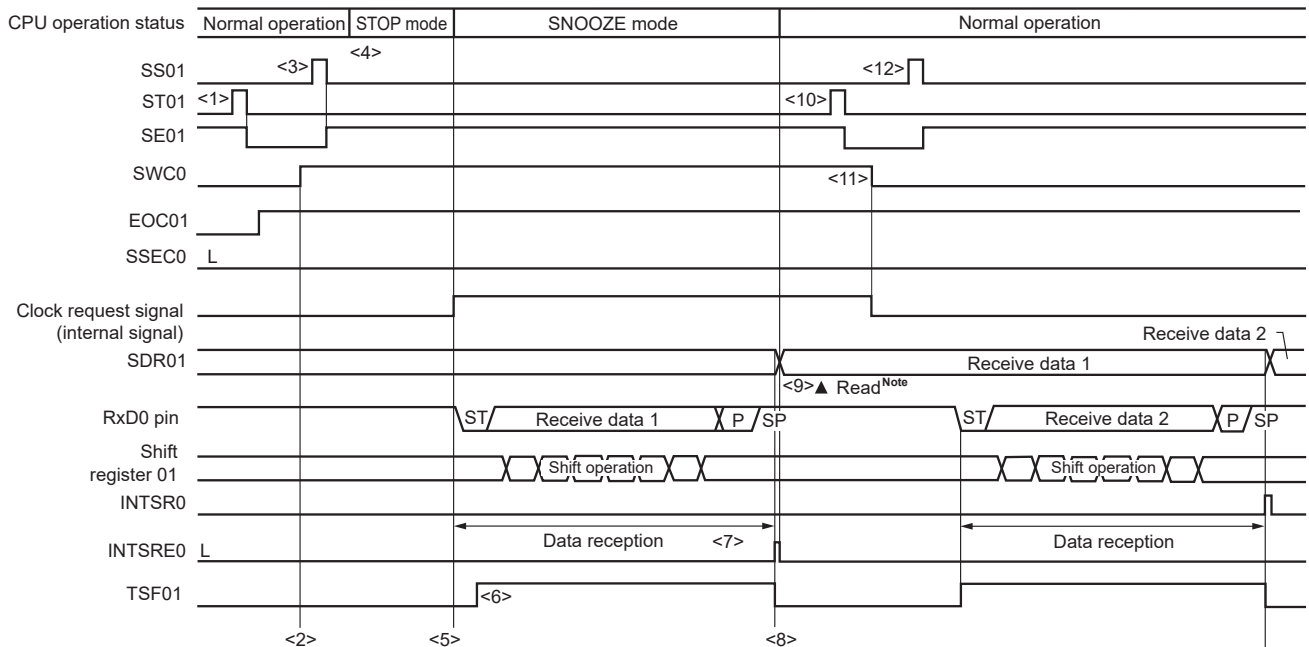 CPU operation status Normal operation STOP mode SNOOZE mode Normal operation
<4>
SS01 <3> <12>
ST01 <1> <10>
SE01
SWC0 <11>
EOC01
SSEC0 L
Clock request signal
(internal signal)
Receive data 2
SDR01 Receive data 1
<9>▲ Read Note
RxD0 pin ST Receive data 1 P SP ST Receive data 2 P SP
Shift
register 01 Shift operation Shift operation
INTSR0
Data reception <7> Data reception
INTSRE0 L
TSF01 <6>
<2> <5> <8>